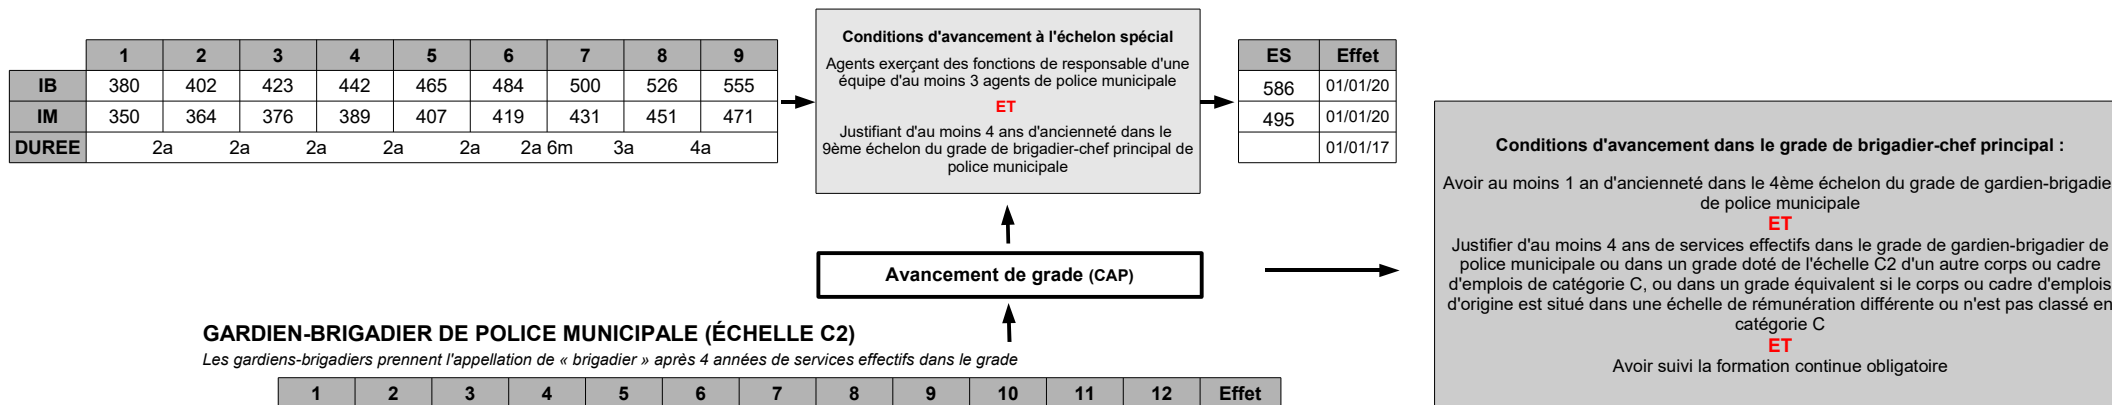 1 2 3 4 5 6 7 8 9
IB 380 402 423 442 465 484 500 526 555
IM 350 364 376 389 407 419 431 451 471
DUREE 2a 2a 2a 2a 2a 2a 6m 3a 4a
Conditions d'avancement à l'échelon spécial
Agents exerçant des fonctions de responsable d'une
équipe d'au moins 3 agents de police municipale
ET
Justifiant d'au moins 4 ans d'ancienneté dans le
9ème échelon du grade de brigadier-chef principal de
police municipale
ES Effet
586 01/01/20
495 01/01/20
01/01/17
Conditions d'avancement dans le grade de brigadier-chef principal :
Avoir au moins 1 an d'ancienneté dans le 4ème échelon du grade de gardien-brigadie
de police municipale
ET
Justifier d'au moins 4 ans de services effectifs dans le grade de gardien-brigadier de
police municipale ou dans un grade doté de l'échelle C2 d'un autre corps ou cadre
d'emplois de catégorie C, ou dans un grade équivalent si le corps ou cadre d'emplois
d'origine est situé dans une échelle de rémunération différente ou n'est pas classé en
catégorie C
ET
Avoir suivi la formation continue obligatoire
Avancement de grade (CAP)
GARDIEN-BRIGADIER DE POLICE MUNICIPALE (ÉCHELLE C2)
Les gardiens-brigadiers prennent l'appellation de « brigadier » après 4 années de services effectifs dans le grade
1 2 3 4 5 6 7 8 9 10 11 12 Effet